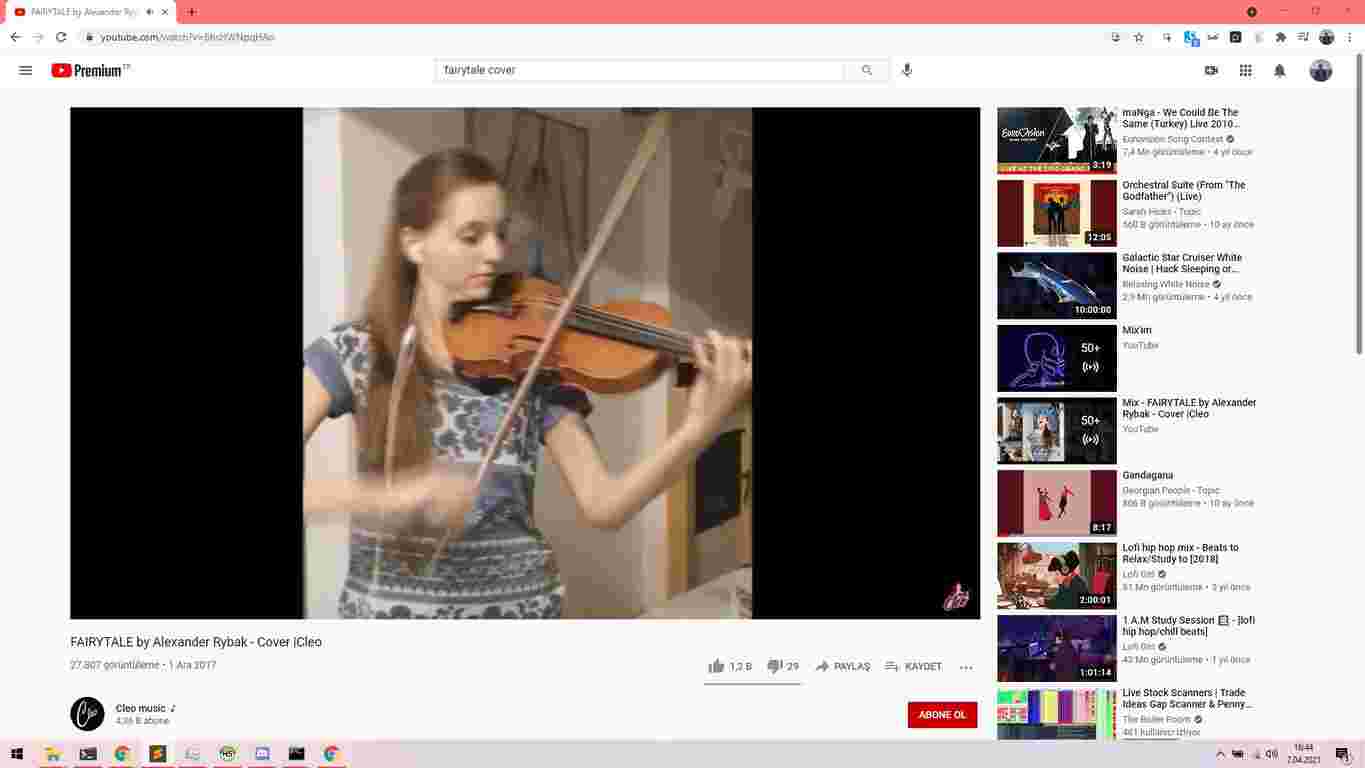 FAIRYTALE by Alexander Ryb
youtube.com/watch?v=
Premium TR
fairytale cover
FAIRYTALE by Alexander Rybak - Cover |Cleo
27.807 görüntüleme • 1 Ara 2017
1,2 B
29
PAYLAŞ
KAYDET
Cleo
Cleo music ♪
B abone
ABONE OL
EUROVISION
3:19
maNga - We Could Be The
Same (Turkey) Live 2010...
Eurovision Song Contest
7,4 Mn görüntüleme • 4 yıl önce
12:05
Orchestral Suite (From "The
Godfather") (Live)
Sarah Hicks - Topic
560 B görüntüleme • 10 ay önce
10:00:00
Galactic Star Cruiser White
Noise | Hack Sleeping or...
Relaxing White Noise
2,9 Mn görüntüleme • 4 yıl önce
50+
Mix'im
YouTube
50+
Mix - FAIRYTALE by Alexander
Rybak - Cover |Cleo
YouTube
8:17
Gandagana
Georgian People - Topic
806 B görüntüleme • 10 ay önce
2:00:01
Lofi hip hop mix - Beats to
Relax/Study to [2018]
Lofi Girl
51 Mn görüntüleme • 3 yıl önce
1:01:14
1 A.M Study Session - [lofi
hip hop/chill beats]
Lofi Girl
43 Mn görüntüleme • 1 yıl önce
Live Stock Scanners | Trade
Ideas Gap Scanner & Penny...
The Boiler Room
461 kullanıcı izliyor
7.04.2021